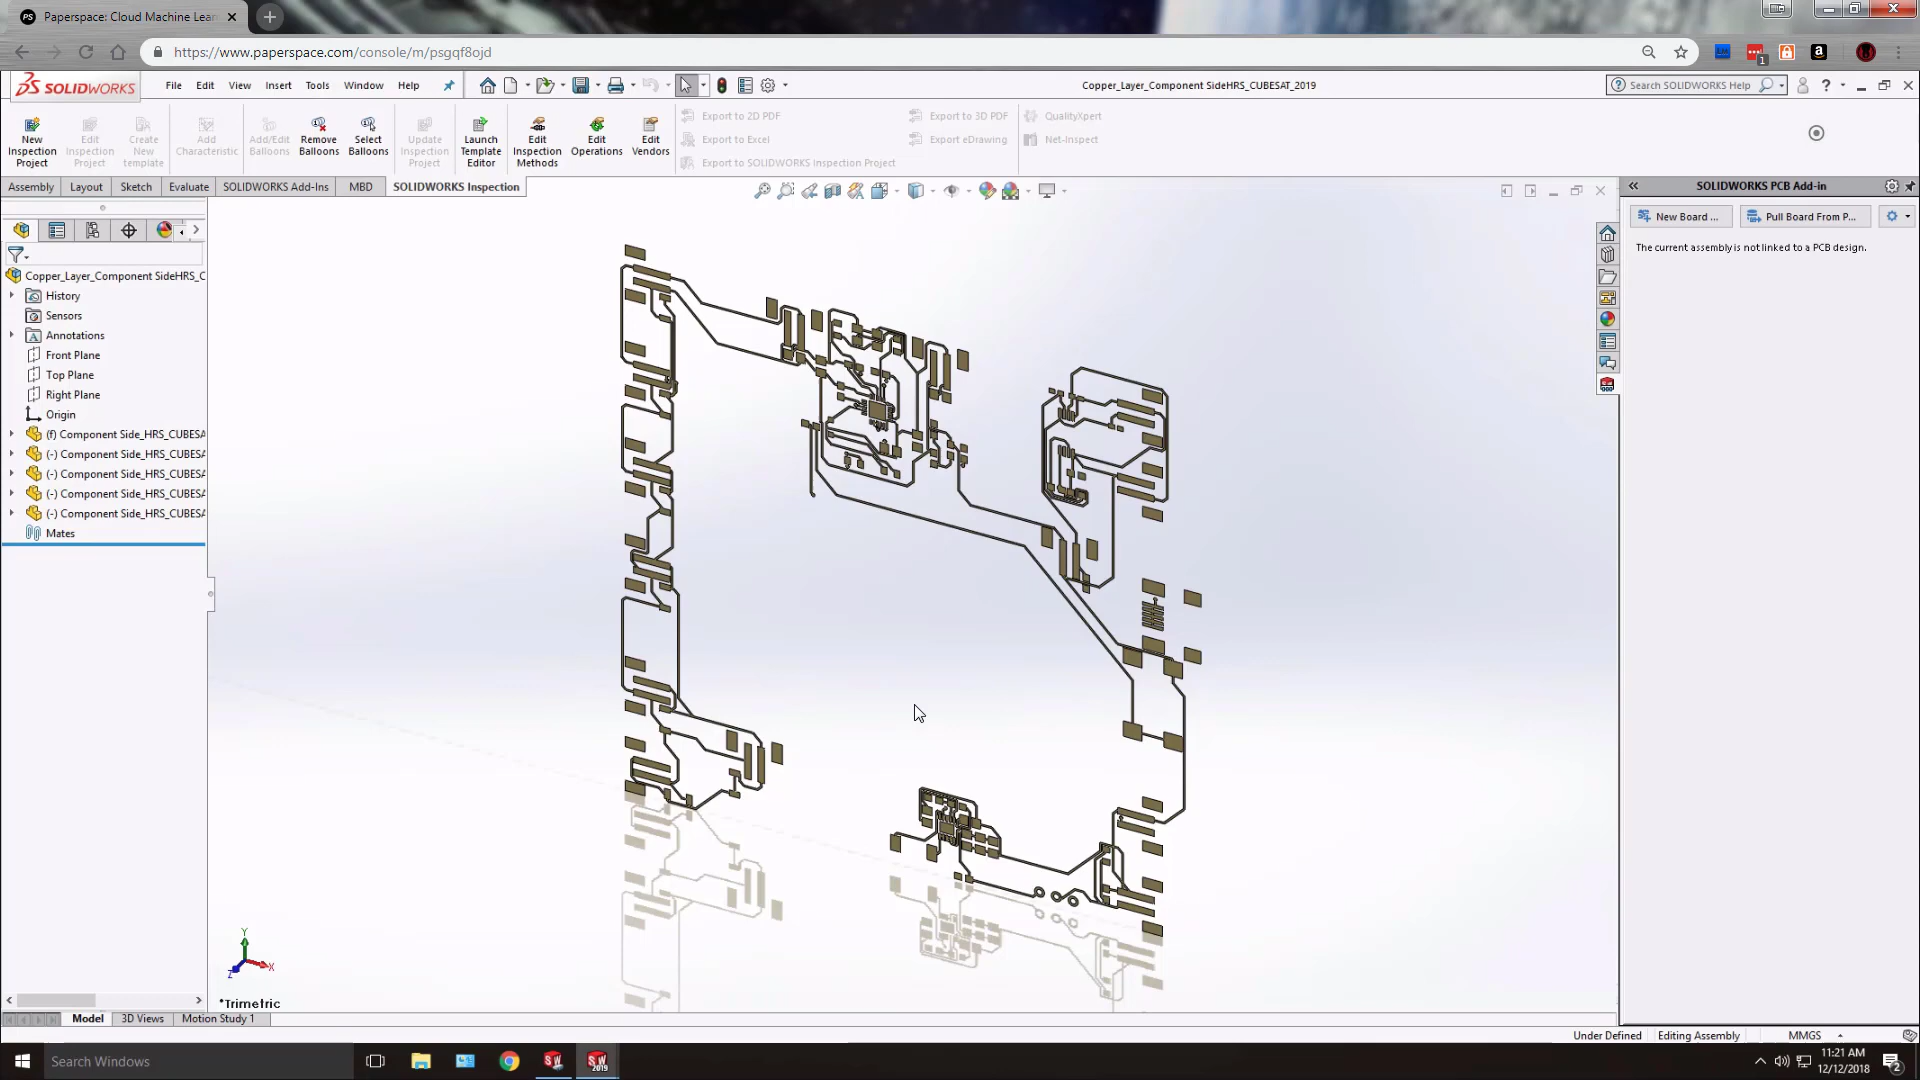 Paperspace: Cloud Machine Lear
https://www.paperspace.com/console/m/psgqf8ojd
SOLIDWORKS
File
Edit
View
Insert
Tools
Window
Help
Copper_Layer_Component SideHRS_CUBESAT_2019
Search SOLIDWORKS Help
New
Inspection
Project
Edit
Inspection
Project
Create
New
template
Add
Characteristic
Add/Edit
Balloons
Remove
Balloons
Select
Balloons
Update
Inspection
Project
Launch
Template
Editor
Edit
Inspection
Methods
Edit
Operations
Edit
Vendors
Export to 2D PDF
Export to Excel
Export to SOLIDWORKS Inspection Project
Export to 3D PDF
Export eDrawing
QualityXpert
Net-Inspect
Assembly
Layout
Sketch
Evaluate
SOLIDWORKS Add-Ins
MBD
SOLIDWORKS Inspection
SOLIDWORKS PCB Add-in
New Board ...
Pull Board From P...
The current assembly is not linked to a PCB design.
Copper_Layer_Component SideHRS_C
History
Sensors
Annotations
Front Plane
Top Plane
Right Plane
Origin
(f) Component Side_HRS_CUBESA
(-) Component Side_HRS_CUBESA
(-) Component Side_HRS_CUBESA
(-) Component Side_HRS_CUBESA
(-) Component Side_HRS_CUBESA
Mates
Y
Z
X
*Trimetric
Model
3D Views
Motion Study 1
Under Defined
Editing Assembly
MMGS
Search Windows
11:21 AM
12/12/2018